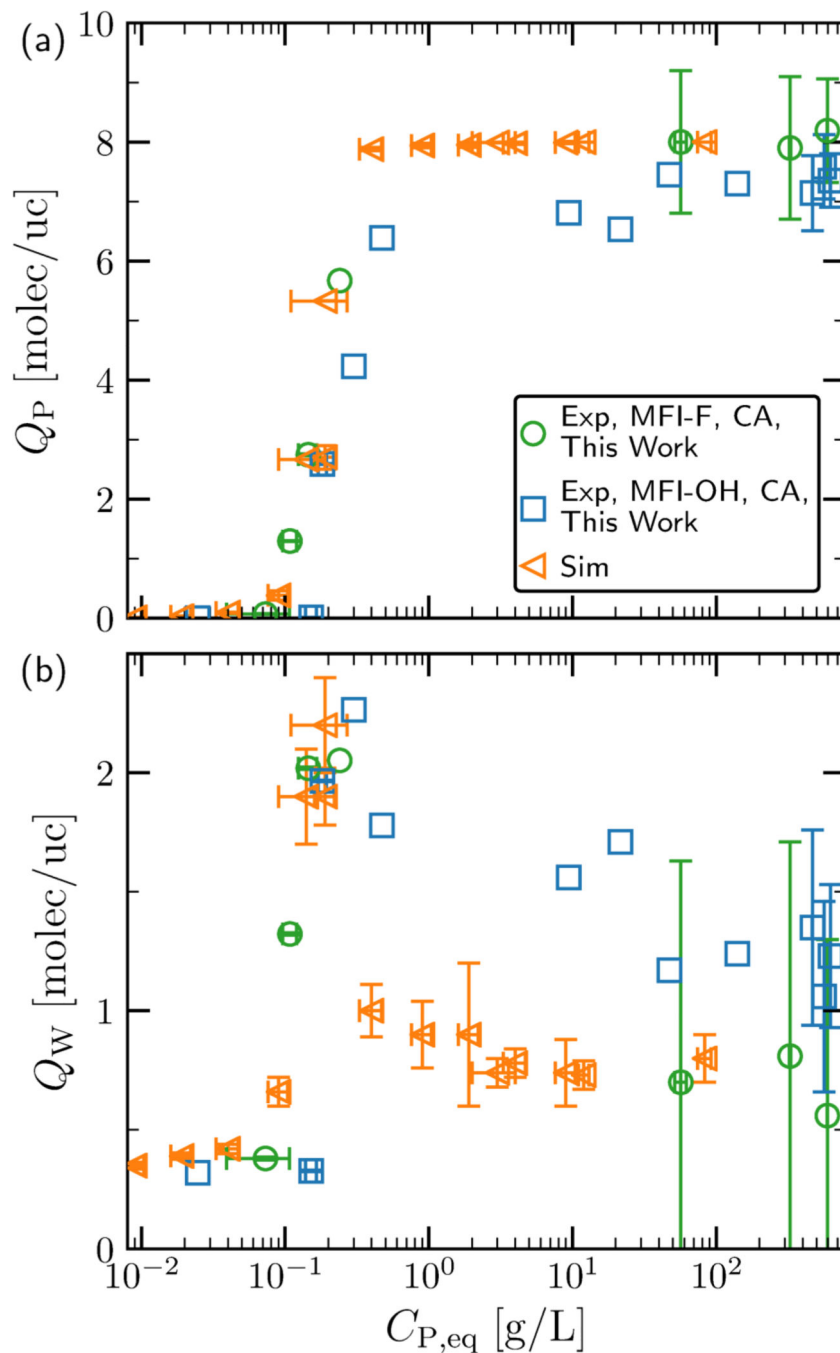 (a)
10
8
6
4
2
0
Q_P [molec/uc]
Exp, MFI-F, CA,
This Work
Exp, MFI-OH, CA,
This Work
Sim
(b)
2
1
0
Q_W [molec/uc]
10^−2 10^−1 10^0 10^1 10^2
C_P,eq [g/L]